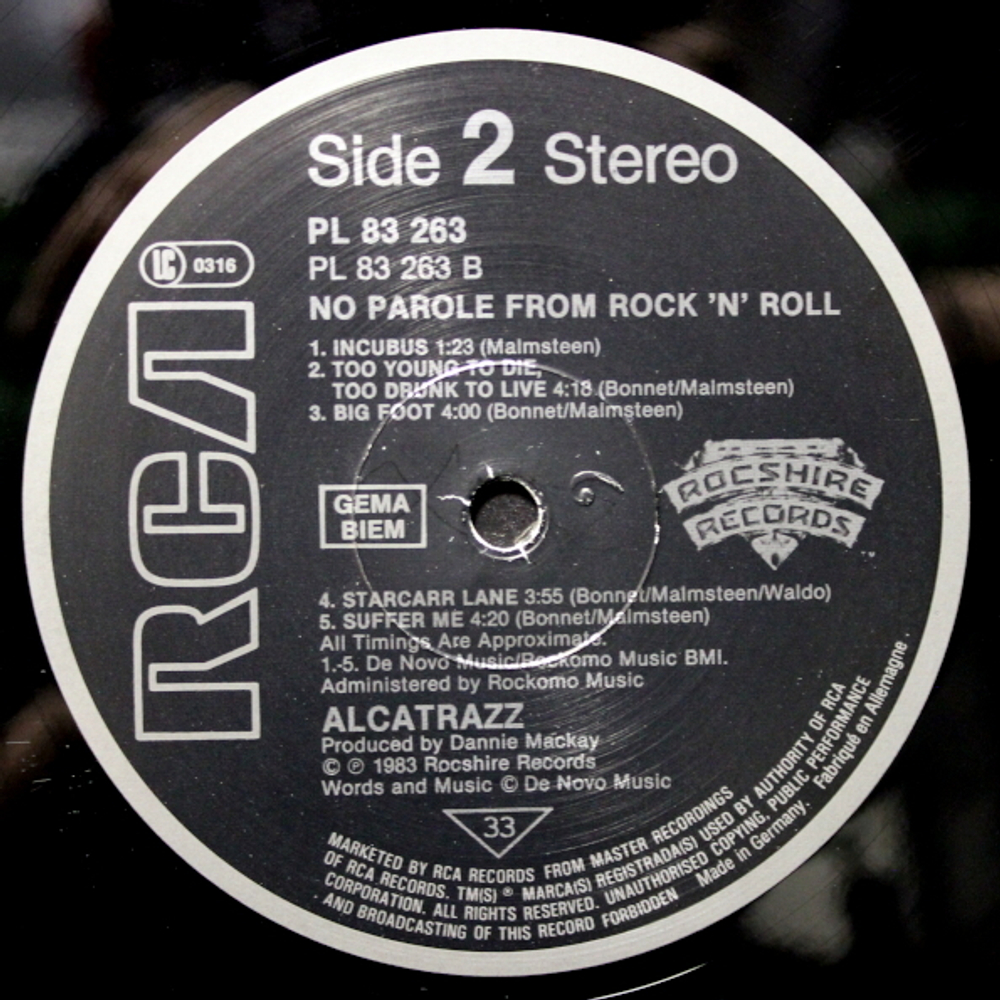 Side 2 Stereo
PL 83 263
PL 83 263 B
NO PAROLE FROM ROCK 'N' ROLL
LC 0316
RCA
1. INCUBUS 1:23 (Malmsteen)
2. TOO YOUNG TO DIE,
TOO DRUNK TO LIVE 4:18 (Bonnet/Malmsteen)
3. BIG FOOT 4:00 (Bonnet/Malmsteen)
GEMA
BIEM
ROCSHIRE
RECORDS
4. STARCARR LANE 3:55 (Bonnet/Malmsteen/Waldo)
5. SUFFER ME 4:20 (Bonnet/Malmsteen)
All Timings Are Approximate.
1.-5. De Novo Music/Rockomo Music BMI.
Administered by Rockomo Music
ALCATRAZZ
Produced by Dannie Mackay
© ℗ 1983 Rocshire Records
Words and Music © De Novo Music
33
MARKETED BY RCA RECORDS FROM MASTER RECORDINGS
OF RCA RECORDS. TM(S) ® MARCA(S) REGISTRADA(S) USED BY AUTHORITY OF RCA
CORPORATION. ALL RIGHTS RESERVED. UNAUTHORISED COPYING, PUBLIC PERFORMANCE
AND BROADCASTING OF THIS RECORD FORBIDDEN Made in Germany. Fabriqué en Allemagne.